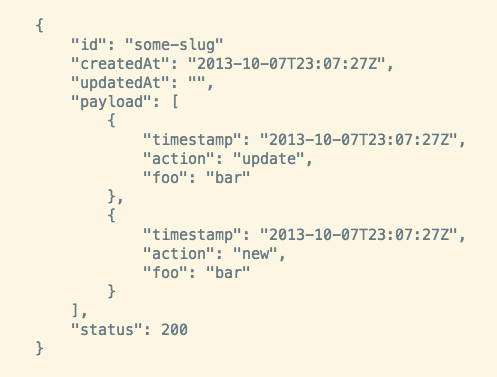 {
    "id": "some-slug"
    "createdAt": "2013-10-07T23:07:27Z",
    "updatedAt": "",
    "payload": [
        {
            "timestamp": "2013-10-07T23:07:27Z",
            "action": "update",
            "foo": "bar"
        },
        {
            "timestamp": "2013-10-07T23:07:27Z",
            "action": "new",
            "foo": "bar"
        }
    ],
    "status": 200
}